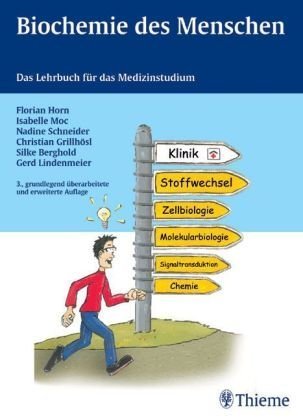 Biochemie des Menschen
Das Lehrbuch für das Medizinstudium
Florian Horn
Isabelle Moc
Nadine Schneider
Christian Grillhösl
Silke Berghold
Gerd Lindenmeier
3., grundlegend überarbeitete
und erweiterte Auflage
Klinik
Stoffwechsel
Zellbiologie
Molekularbiologie
Signaltransduktion
Chemie
Thieme